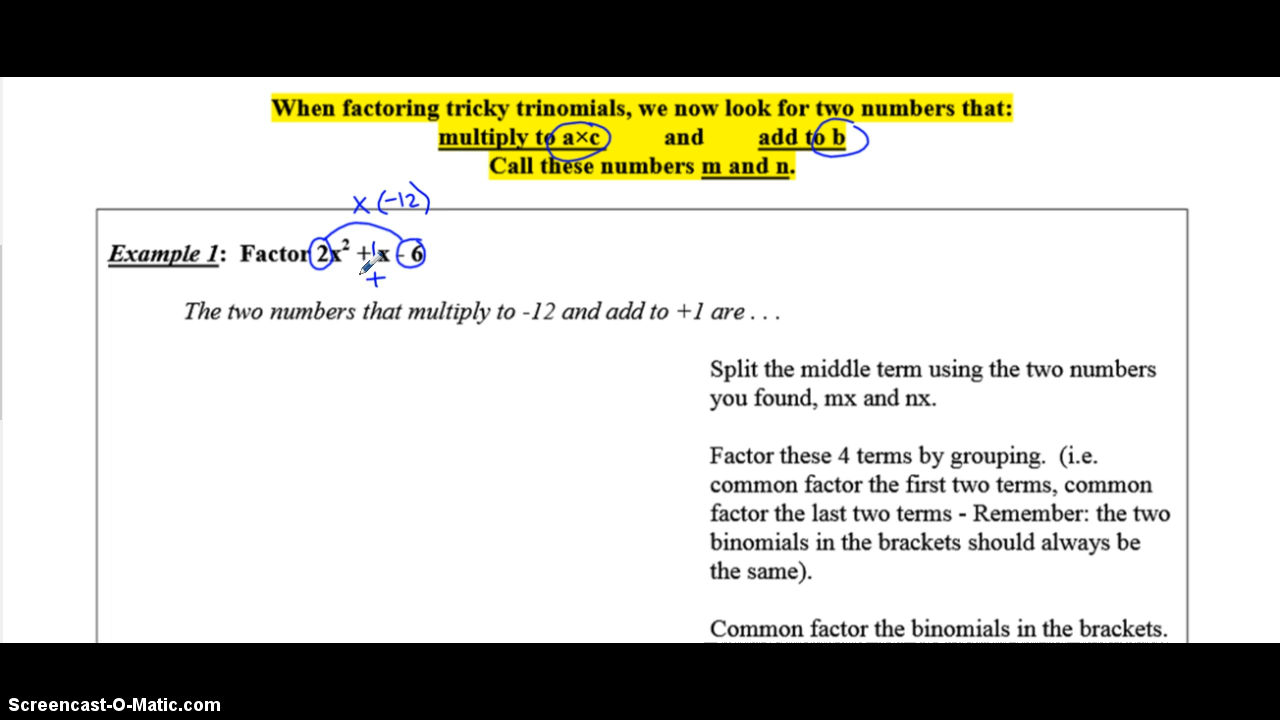 When factoring tricky trinomials, we now look for two numbers that:
multiply to a×c and add to b
Call these numbers m and n.
x (-12)
Example 1: Factor 2x² + 1x - 6
+
The two numbers that multiply to -12 and add to +1 are . . .
Split the middle term using the two numbers
you found, mx and nx.
Factor these 4 terms by grouping. (i.e.
common factor the first two terms, common
factor the last two terms - Remember: the two
binomials in the brackets should always be
the same).
Common factor the binomials in the brackets.
Screencast-O-Matic.com